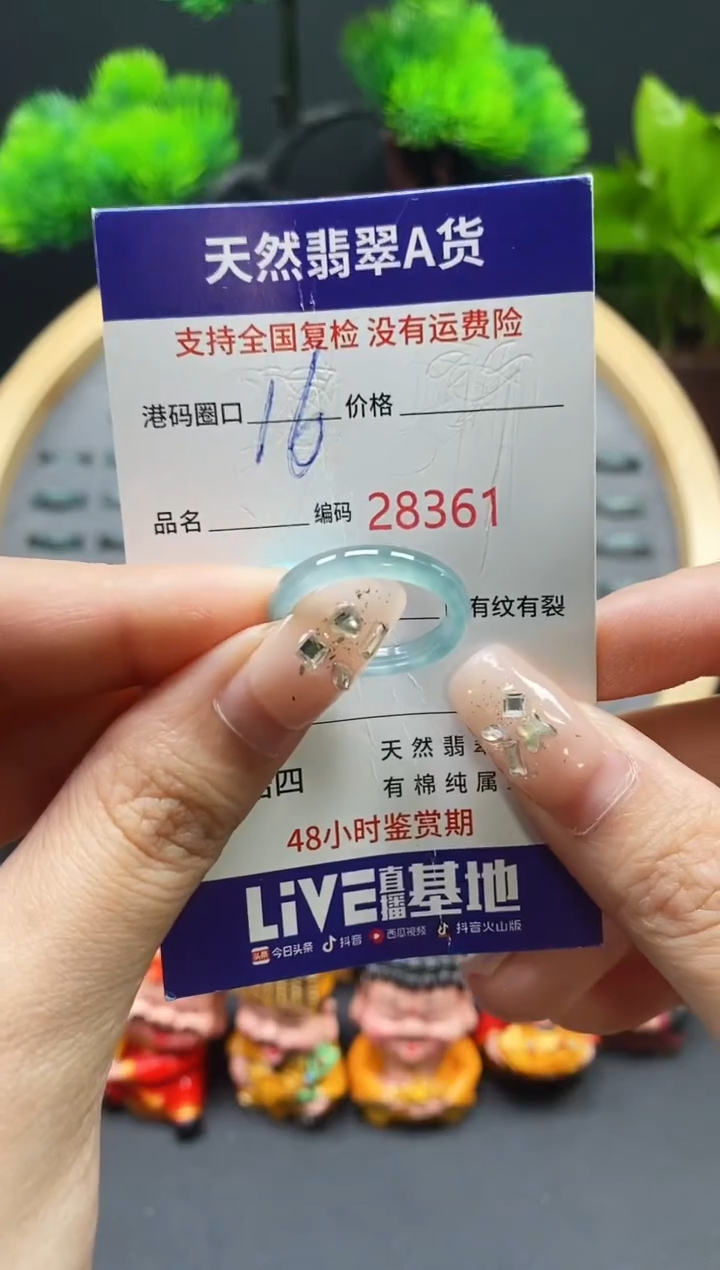 天然翡翠A货
支持全国复检 没有运费险
港码圈口 16 价格
品名 编码 28361
有纹有裂
天然翡
四 有棉纯属
48小时鉴赏期
LiVE直播基地
头条 今日头条 抖音 西瓜视频 抖音火山版